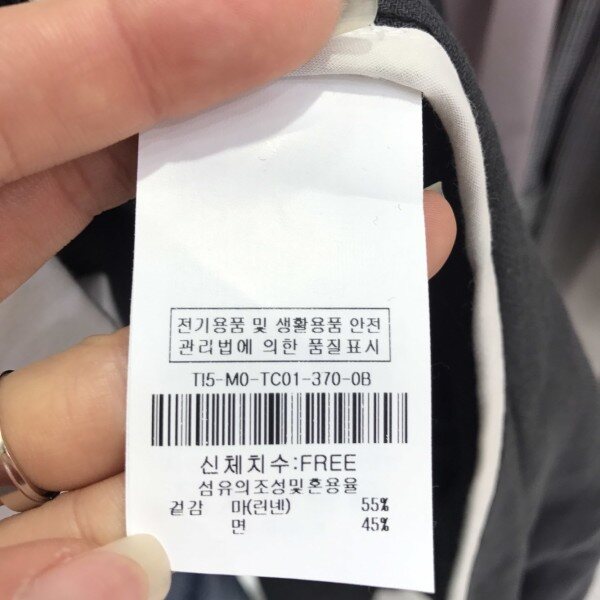 전기용품 및 생활용품 안전
관리법에 의한 품질표시
TI5-M0-TC01-370-0B
신체치수:FREE
섬유의조성및혼용율
겉감 마(린넨) 55%
면 45%